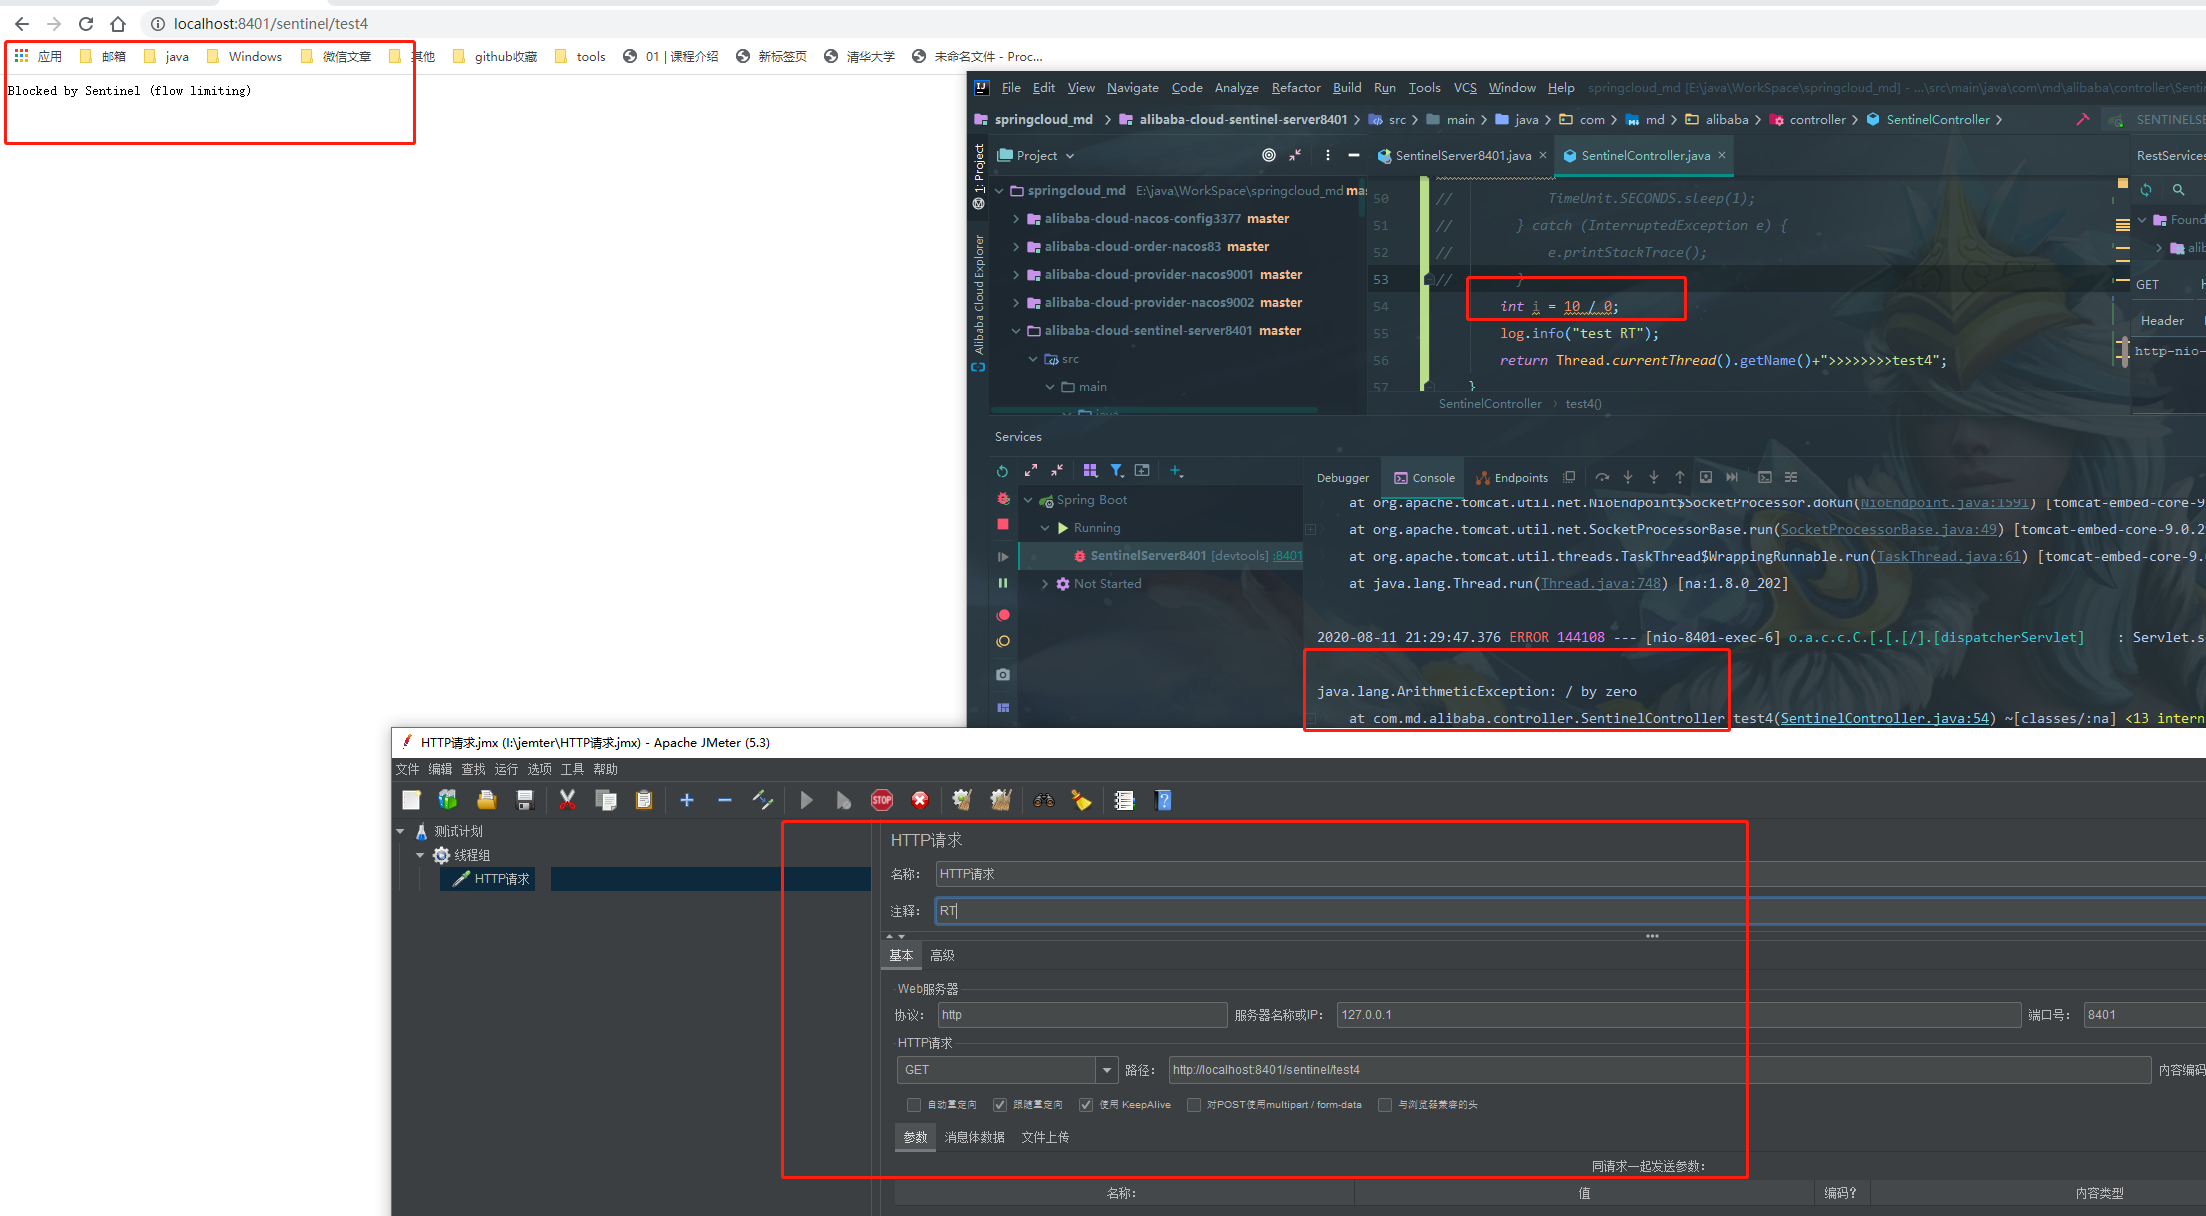 localhost:8401/sentinel/test4
应用 邮箱 java Windows 微信文章 其他 github收藏 tools 01 | 课程介绍 新标签页 清华大学 未命名文件 - Proc...
Blocked by Sentinel (flow limiting)
File Edit View Navigate Code Analyze Refactor Build Run Tools VCS Window Help springcloud_md [E:\java\WorkSpace\springcloud_md] - ...\src\main\java\com\md\alibaba\controller\Senti
springcloud_md alibaba-cloud-sentinel-server8401 src main java com md alibaba controller SentinelController SENTINELSE
Project SentinelServer8401.java SentinelController.java RestServices
1: Project
Alibaba Cloud Explorer
springcloud_md E:\java\WorkSpace\springcloud_md mas
alibaba-cloud-nacos-config3377 master
alibaba-cloud-order-nacos83 master
alibaba-cloud-provider-nacos9001 master
alibaba-cloud-provider-nacos9002 master
alibaba-cloud-sentinel-server8401 master
src
main
java
50 // TimeUnit.SECONDS.sleep(1);
51 // } catch (InterruptedException e) {
52 // e.printStackTrace();
53 // }
54 int i = 10 / 0;
55 log.info("test RT");
56 return Thread.currentThread().getName()+">>>>>>>>test4";
57 }
SentinelController test4()
Found
alib
GET
Header
http-nio-
Services
Debugger Console Endpoints
Spring Boot
Running
SentinelServer8401 [devtools] :8401
Not Started
at org.apache.tomcat.util.net.NioEndpoint$SocketProcessor.doRun(NioEndpoint.java:1591) [tomcat-embed-core-9
at org.apache.tomcat.util.net.SocketProcessorBase.run(SocketProcessorBase.java:49) [tomcat-embed-core-9.0.2
at org.apache.tomcat.util.threads.TaskThread$WrappingRunnable.run(TaskThread.java:61) [tomcat-embed-core-9.
at java.lang.Thread.run(Thread.java:748) [na:1.8.0_202]
2020-08-11 21:29:47.376 ERROR 144108 --- [nio-8401-exec-6] o.a.c.c.C.[.[.[/].[dispatcherServlet] : Servlet.s
java.lang.ArithmeticException: / by zero
at com.md.alibaba.controller.SentinelController.test4(SentinelController.java:54) ~[classes/:na] <13 intern
HTTP请求.jmx (I:\jemter\HTTP请求.jmx) - Apache JMeter (5.3)
文件 编辑 查找 运行 选项 工具 帮助
STOP
测试计划
线程组
HTTP请求
HTTP请求
名称: HTTP请求
注释: RT
基本 高级
Web服务器
协议: http 服务器名称或IP: 127.0.0.1 端口号: 8401
HTTP请求
GET 路径: http://localhost:8401/sentinel/test4 内容编码
自动重定向 跟随重定向 使用 KeepAlive 对POST使用multipart / form-data 与浏览器兼容的头
参数 消息体数据 文件上传
同请求一起发送参数:
名称: 值 编码? 内容类型